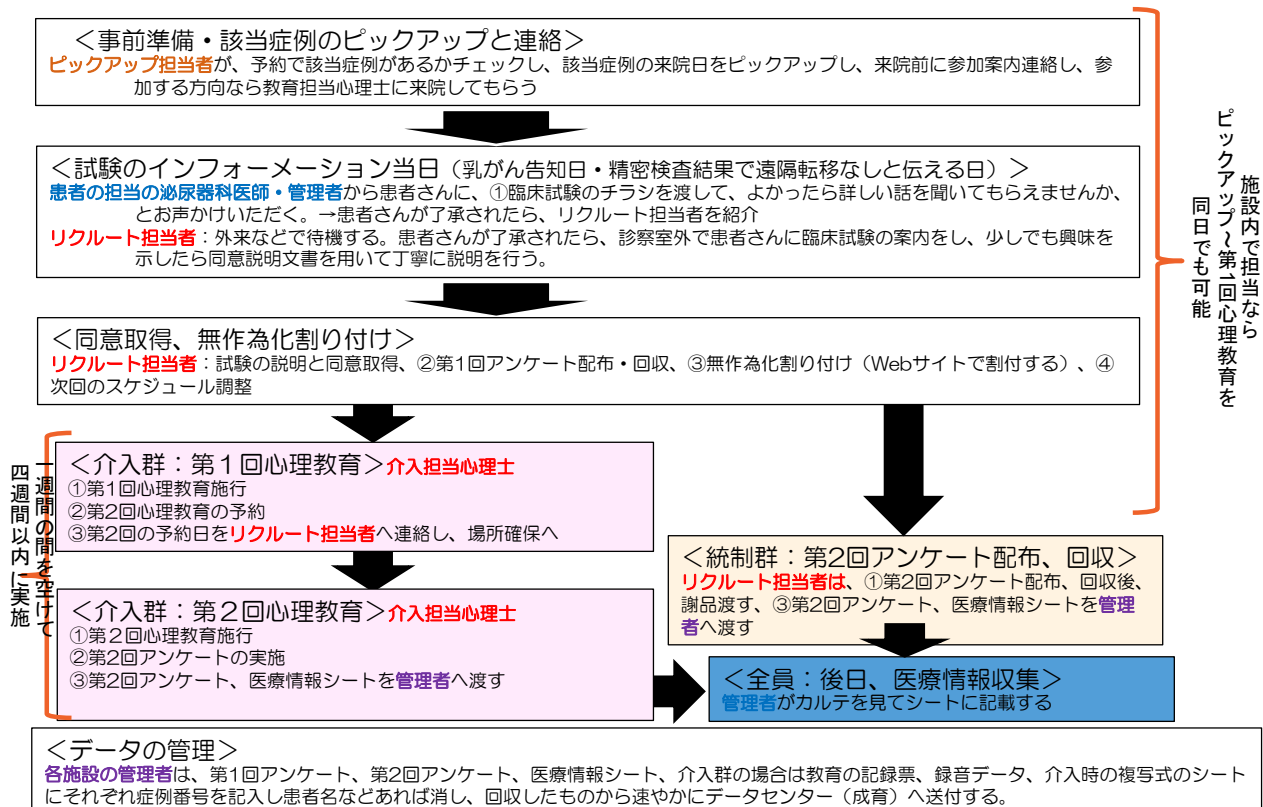 ＜事前準備・該当症例のピックアップと連絡＞
ピックアップ担当者が、予約で該当症例があるかチェックし、該当症例の来院日をピックアップし、来院前に参加案内連絡し、参
加する方向なら教育担当心理士に来院してもらう
＜試験のインフォーメーション当日（乳がん告知日・精密検査結果で遠隔転移なしと伝える日）＞
患者の担当の泌尿器科医師・管理者から患者さんに、①臨床試験のチラシを渡して、よかったら詳しい話を聞いてもらえませんか、
とお声かけいただく。→患者さんが了承されたら、リクルート担当者を紹介
リクルート担当者：外来などで待機する。患者さんが了承されたら、診察室外で患者さんに臨床試験の案内をし、少しでも興味を
示したら同意説明文書を用いて丁寧に説明を行う。
施設内で担当なら
ピックアップ～第1回心理教育を
同日でも可能
＜同意取得、無作為化割り付け＞
リクルート担当者：試験の説明と同意取得、②第1回アンケート配布・回収、③無作為化割り付け（Webサイトで割付する）、④
次回のスケジュール調整
一週間の間を空けて
四週間以内に実施
＜介入群：第１回心理教育＞介入担当心理士
①第1回心理教育施行
②第2回心理教育の予約
③第2回の予約日をリクルート担当者へ連絡し、場所確保へ
＜介入群：第２回心理教育＞介入担当心理士
①第２回心理教育施行
②第2回アンケートの実施
③第2回アンケート、医療情報シートを管理者へ渡す
＜統制群：第2回アンケート配布、回収＞
リクルート担当者は、①第2回アンケート配布、回収後、
謝品渡す、③第2回アンケート、医療情報シートを管理
者へ渡す
＜全員：後日、医療情報収集＞
管理者がカルテを見てシートに記載する
＜データの管理＞
各施設の管理者は、第1回アンケート、第2回アンケート、医療情報シート、介入群の場合は教育の記録票、録音データ、介入時の複写式のシート
にそれぞれ症例番号を記入し患者名などあれば消し、回収したものから速やかにデータセンター（成育）へ送付する。